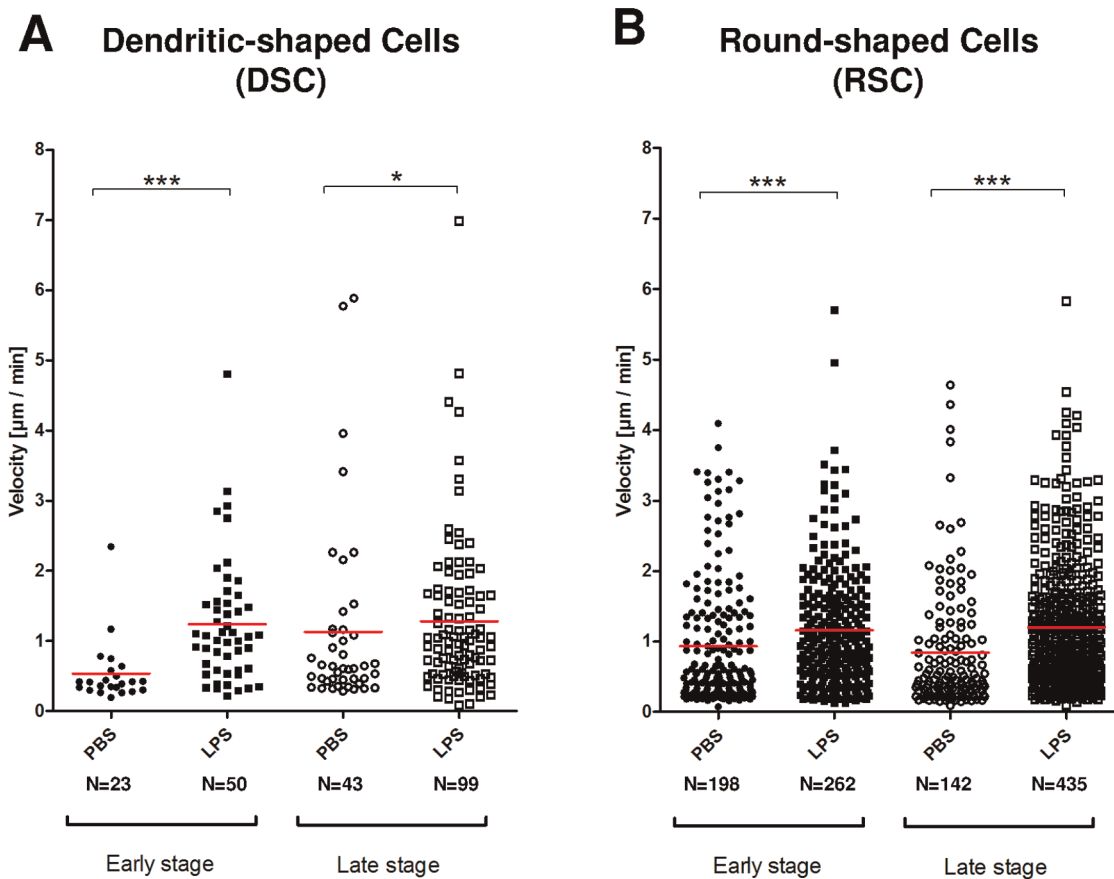 A
Dendritic-shaped Cells
(DSC)
8
7
6
5
4
3
2
1
0
Velocity [µm / min]
***
*
PBS
LPS
PBS
LPS
N=23
N=50
N=43
N=99
Early stage
Late stage
B
Round-shaped Cells
(RSC)
8
7
6
5
4
3
2
1
0
Velocity [µm / min]
***
***
PBS
LPS
PBS
LPS
N=198
N=262
N=142
N=435
Early stage
Late stage